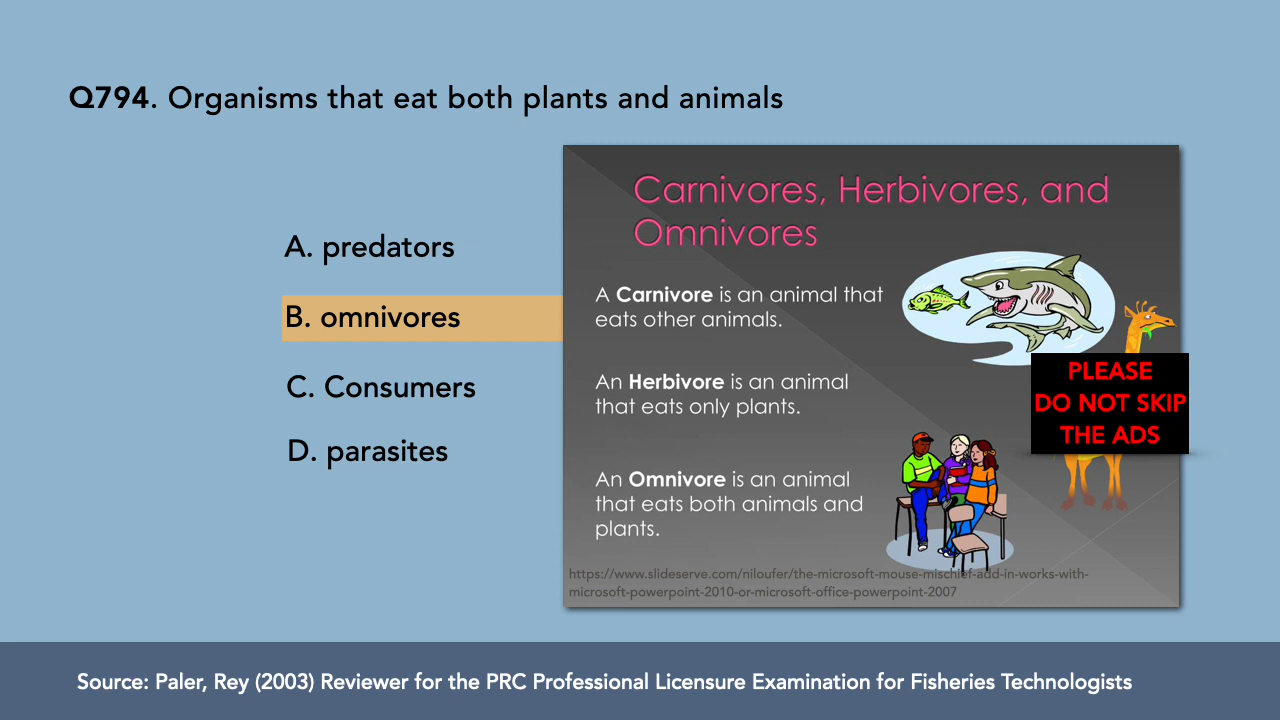 Q794. Organisms that eat both plants and animals
A. predators
B. omnivores
C. Consumers
D. parasites
Carnivores, Herbivores, and
Omnivores
A Carnivore is an animal that
eats other animals.
An Herbivore is an animal
that eats only plants.
An Omnivore is an animal
that eats both animals and
plants.
PLEASE
DO NOT SKIP
THE ADS
https://www.slideserve.com/niloufer/the-microsoft-mouse-mischief-add-in-works-with-
microsoft-powerpoint-2010-or-microsoft-office-powerpoint-2007
Source: Paler, Rey (2003) Reviewer for the PRC Professional Licensure Examination for Fisheries Technologists